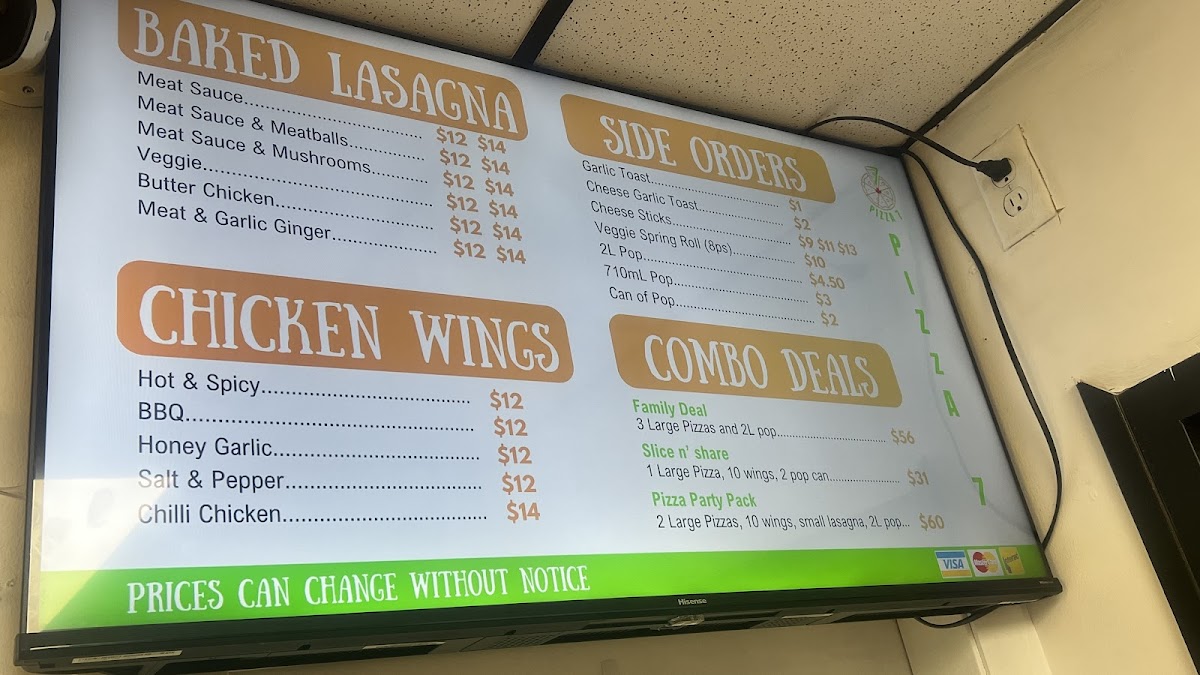 BAKED LASAGNA
Meat Sauce.......................... $12 $14
Meat Sauce & Meatballs............... $12 $14
Meat Sauce & Mushrooms........... $12 $14
Veggie............................................. $12 $14
Butter Chicken............................... $12 $14
Meat & Garlic Ginger.................... $12 $14
CHICKEN WINGS
Hot & Spicy.................................. $12
BBQ.............................................. $12
Honey Garlic................................. $12
Salt & Pepper............................... $12
Chilli Chicken................................ $14
SIDE ORDERS
Garlic Toast................................ $1
Cheese Garlic Toast...................... $2
Cheese Sticks............................. $9 $11 $13
Veggie Spring Roll (8ps)................ $10
2L Pop........................................ $4.50
710mL Pop.................................. $3
Can of Pop.................................. $2
COMBO DEALS
Family Deal
3 Large Pizzas and 2L pop............................ $56
Slice n' share
1 Large Pizza, 10 wings, 2 pop can.................. $31
Pizza Party Pack
2 Large Pizzas, 10 wings, small lasagna, 2L pop... $60
7
PIZZA 7
PIZZA 7
PRICES CAN CHANGE WITHOUT NOTICE
VISA
MasterCard
Hisense